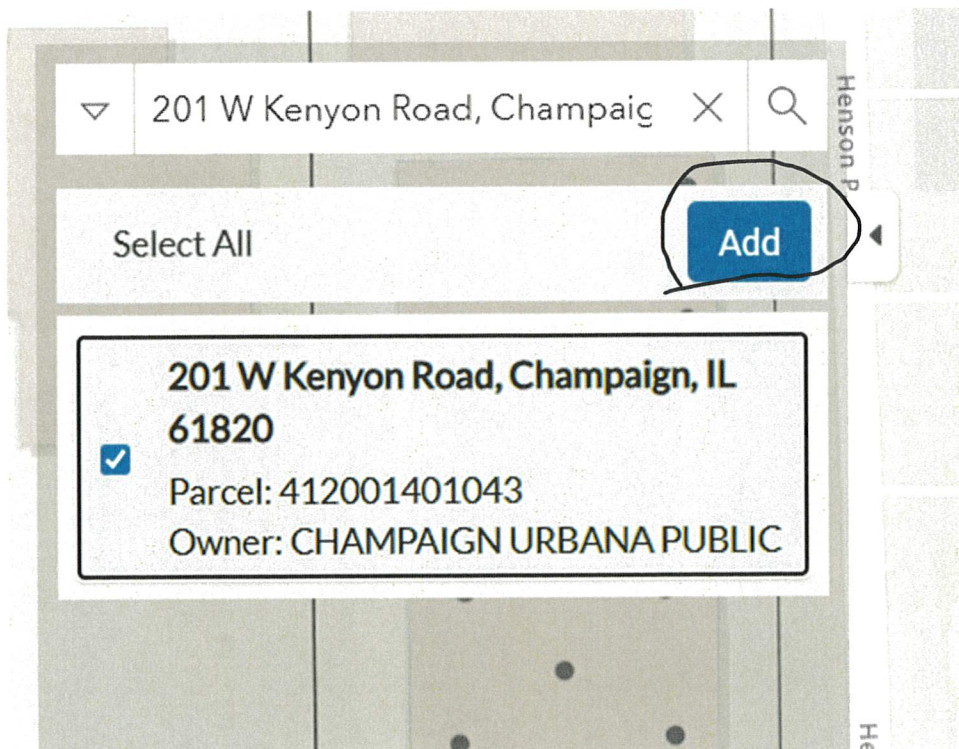 201 W Kenyon Road, Champaig
Henson P
Select All
Add
201 W Kenyon Road, Champaign, IL
61820
Parcel: 412001401043
Owner: CHAMPAIGN URBANA PUBLIC
He